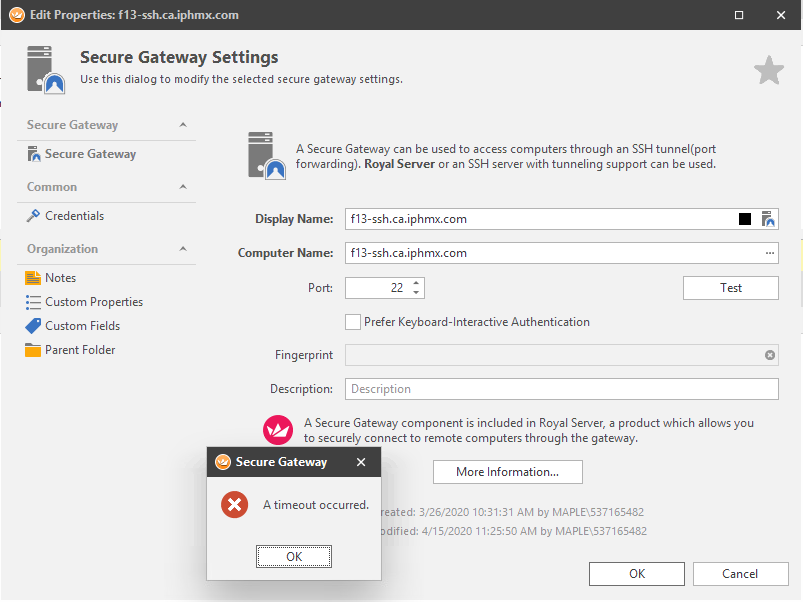 Edit Properties: f13-ssh.ca.iphmx.com
Secure Gateway Settings
Use this dialog to modify the selected secure gateway settings.
Secure Gateway
Secure Gateway
Common
Credentials
Organization
Notes
Custom Properties
Custom Fields
Parent Folder
A Secure Gateway can be used to access computers through an SSH tunnel(port
forwarding). Royal Server or an SSH server with tunneling support can be used.
Display Name: f13-ssh.ca.iphmx.com
Computer Name: f13-ssh.ca.iphmx.com ...
Port: 22 Test
Prefer Keyboard-Interactive Authentication
Fingerprint
Description: Description
A Secure Gateway component is included in Royal Server, a product which allows you
to securely connect to remote computers through the gateway.
More Information...
reated: 3/26/2020 10:31:31 AM by MAPLE\537165482
odified: 4/15/2020 11:25:50 AM by MAPLE\537165482
OK Cancel
Secure Gateway
A timeout occurred.
OK